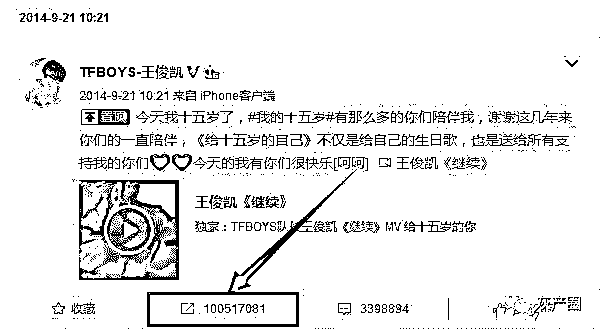 2014-9-21 10:21
TFBOYS-王俊凯
2014-9-21 10:21 来自 iPhone客户端
置顶 今天我十五岁了，#我的十五岁#有那么多的你们陪伴我，谢谢这几年来
你们的一直陪伴，《给十五岁的自己》不仅是给自己的生日歌，也是送给所有支
持我的你们今天的我有你们很快乐[呵呵] 王俊凯《继续》
王俊凯《继续》
独家：TFBOYS队长王俊凯《继续》MV 给十五岁的你
收藏 100517081 3398894